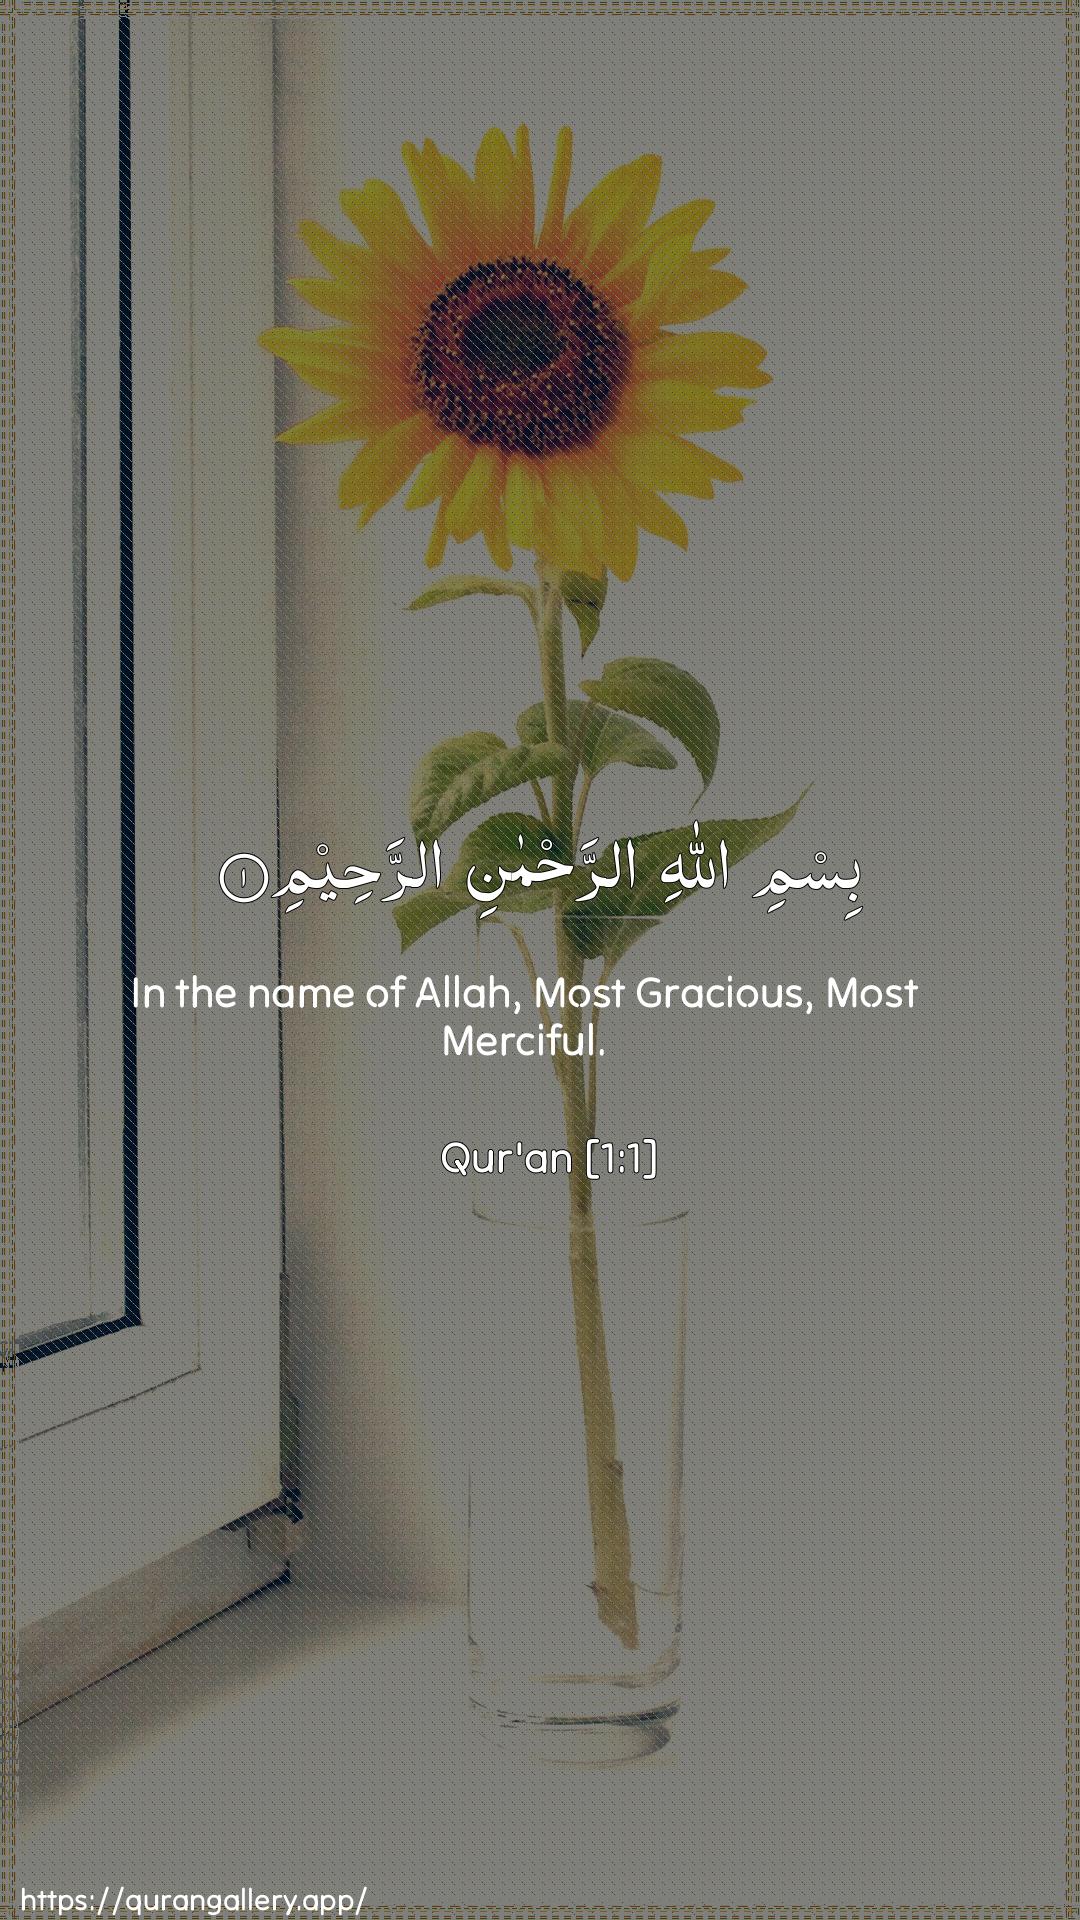 بِسْمِ اللّٰهِ الرَّحْمٰنِ الرَّحِيْمِ ١
In the name of Allah, Most Gracious, Most
Merciful.
Qur'an [1:1]
https://qurangallery.app/